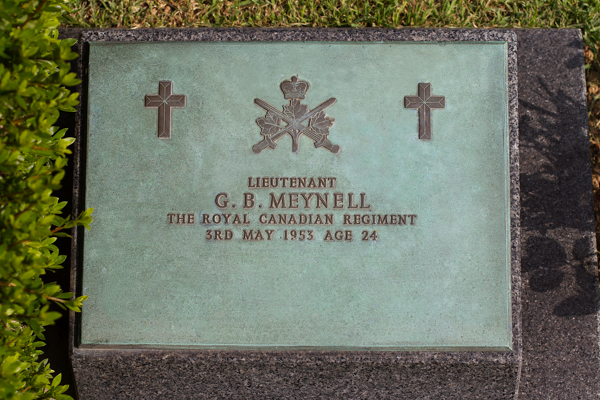 LIEUTENANT
G. B. MEYNELL
THE ROYAL CANADIAN REGIMENT
3RD MAY 1953 AGE 24